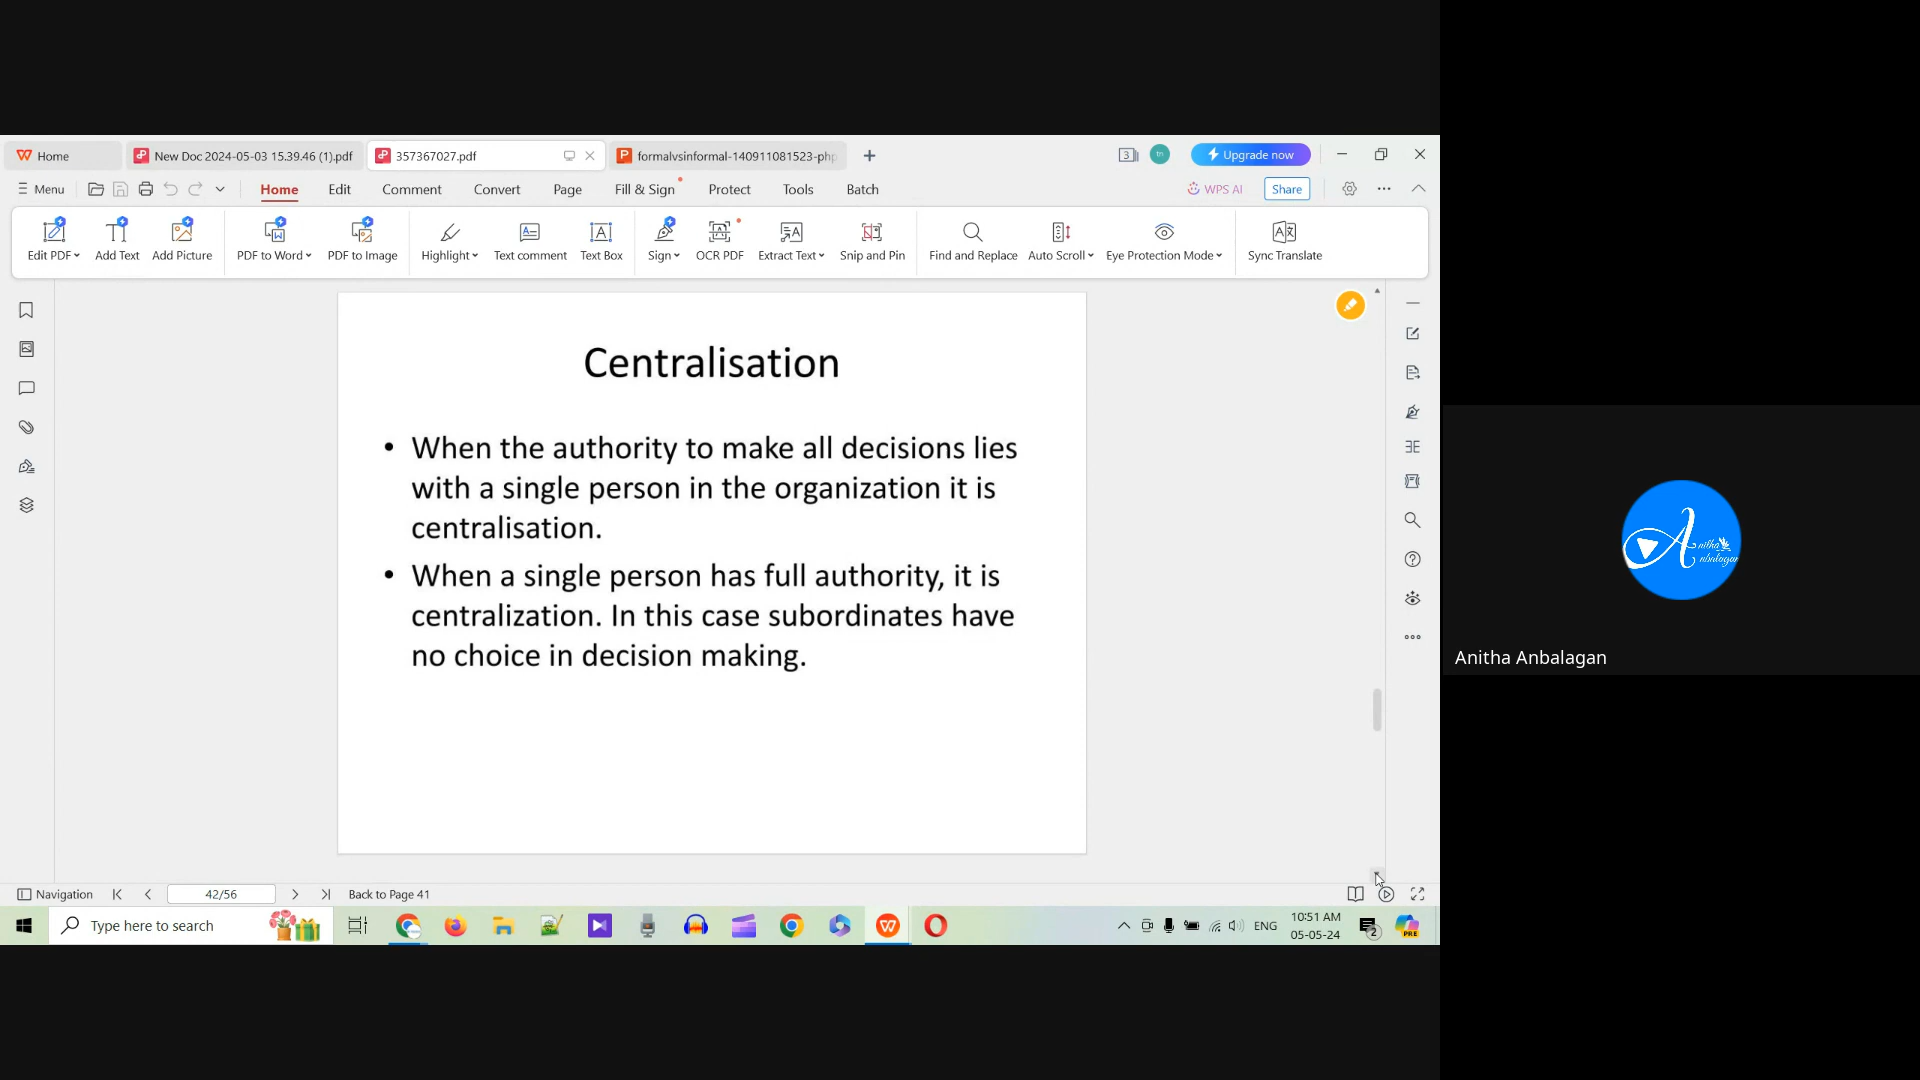 Home
New Doc 2024-05-03 15.39.46 (1).pdf
357367027.pdf
formalvsinformal-140911081523-php
3
Upgrade now
Menu
Home
Edit
Comment
Convert
Page
Fill & Sign
Protect
Tools
Batch
WPS AI
Share
Edit PDF
Add Text
Add Picture
PDF to Word
PDF to Image
Highlight
Text comment
Text Box
Sign
OCR PDF
Extract Text
Snip and Pin
Find and Replace
Auto Scroll
Eye Protection Mode
Sync Translate
Centralisation
• When the authority to make all decisions lies
with a single person in the organization it is
centralisation.
• When a single person has full authority, it is
centralization. In this case subordinates have
no choice in decision making.
Anitha
Anbalagan
Anitha Anbalagan
Navigation
42/56
Back to Page 41
Type here to search
ENG
10:51 AM
05-05-24
2
PRE